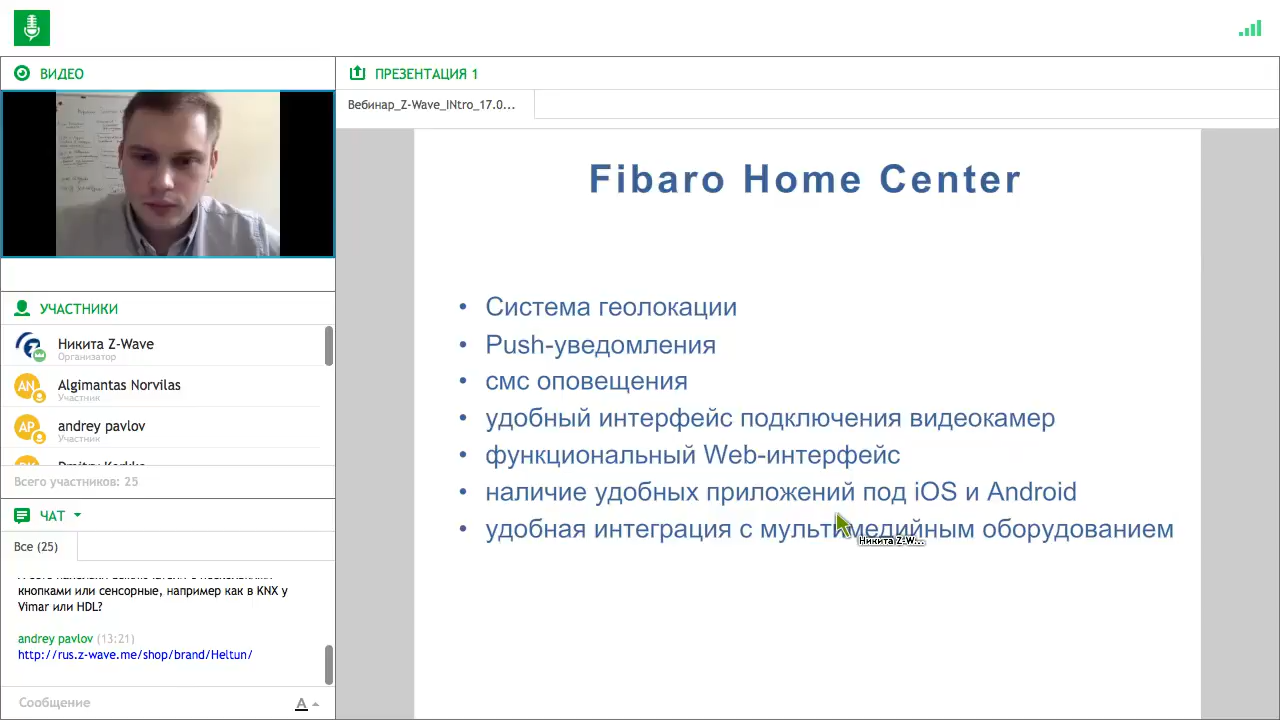 ВИДЕО
ПРЕЗЕНТАЦИЯ 1
Вебинар_Z-Wave_INtro_17.0...
Fibaro Home Center
• Система геолокации
• Push-уведомления
• смс оповещения
• удобный интерфейс подключения видеокамер
• функциональный Web-интерфейс
• наличие удобных приложений под iOS и Android
• удобная интеграция с мультимедийным оборудованием
Никита Z-W...
УЧАСТНИКИ
Никита Z-Wave
Организатор
AN
Algimantas Norvilas
Участник
AP
andrey pavlov
Участник
Всего участников: 25
ЧАТ
Все (25)
кнопками или сенсорные, например как в KNX у
Vimar или HDL?
andrey pavlov (13:21)
http://rus.z-wave.me/shop/brand/Heltun/
Сообщение
A